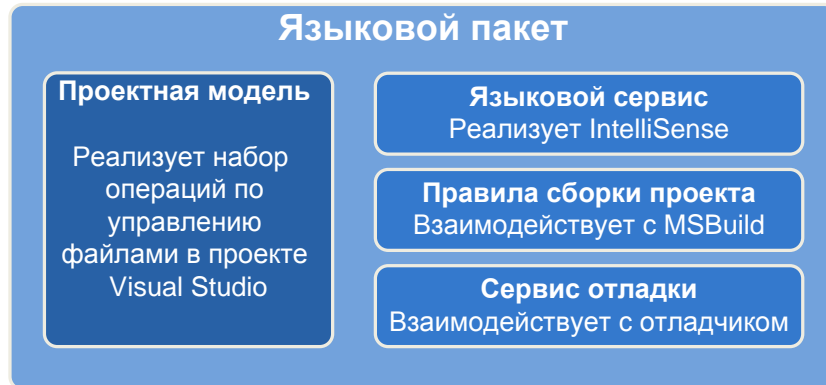 Языковой пакет
Проектная модель
Реализует набор
операций по
управлению
файлами в проекте
Visual Studio
Языковой сервис
Реализует IntelliSense
Правила сборки проекта
Взаимодействует с MSBuild
Сервис отладки
Взаимодействует с отладчиком